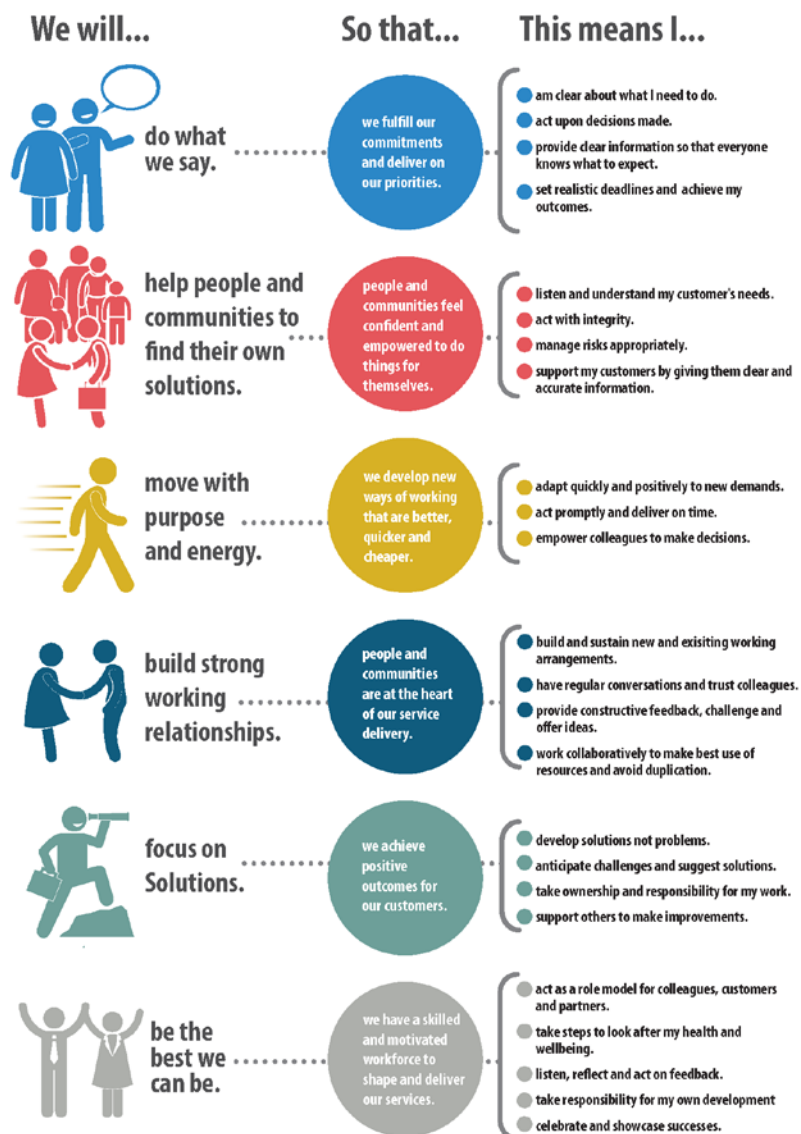 We will...
So that...
This means I...
do what
we say.
we fulfill our
commitments
and deliver on
our priorities.
am clear about what I need to do.
act upon decisions made.
provide clear information so that everyone
knows what to expect.
set realistic deadlines and achieve my
outcomes.
help people and
communities to
find their own
solutions.
people and
communities feel
confident and
empowered to do
things for
themselves.
listen and understand my customer's needs.
act with integrity.
manage risks appropriately.
support my customers by giving them clear and
accurate information.
move with
purpose
and energy.
we develop new
ways of working
that are better,
quicker and
cheaper.
adapt quickly and positively to new demands.
act promptly and deliver on time.
empower colleagues to make decisions.
build strong
working
relationships.
people and
communities
are at the heart
of our service
delivery.
build and sustain new and exisiting working
arrangements.
have regular conversations and trust colleagues.
provide constructive feedback, challenge and
offer ideas.
work collaboratively to make best use of
resources and avoid duplication.
focus on
Solutions.
we achieve
positive
outcomes for
our customers.
develop solutions not problems.
anticipate challenges and suggest solutions.
take ownership and responsibility for my work.
support others to make improvements.
be the
best we
can be.
we have a skilled
and motivated
workforce to
shape and deliver
our services.
act as a role model for colleagues, customers
and partners.
take steps to look after my health and
wellbeing.
listen, reflect and act on feedback.
take responsibility for my own development
celebrate and showcase successes.